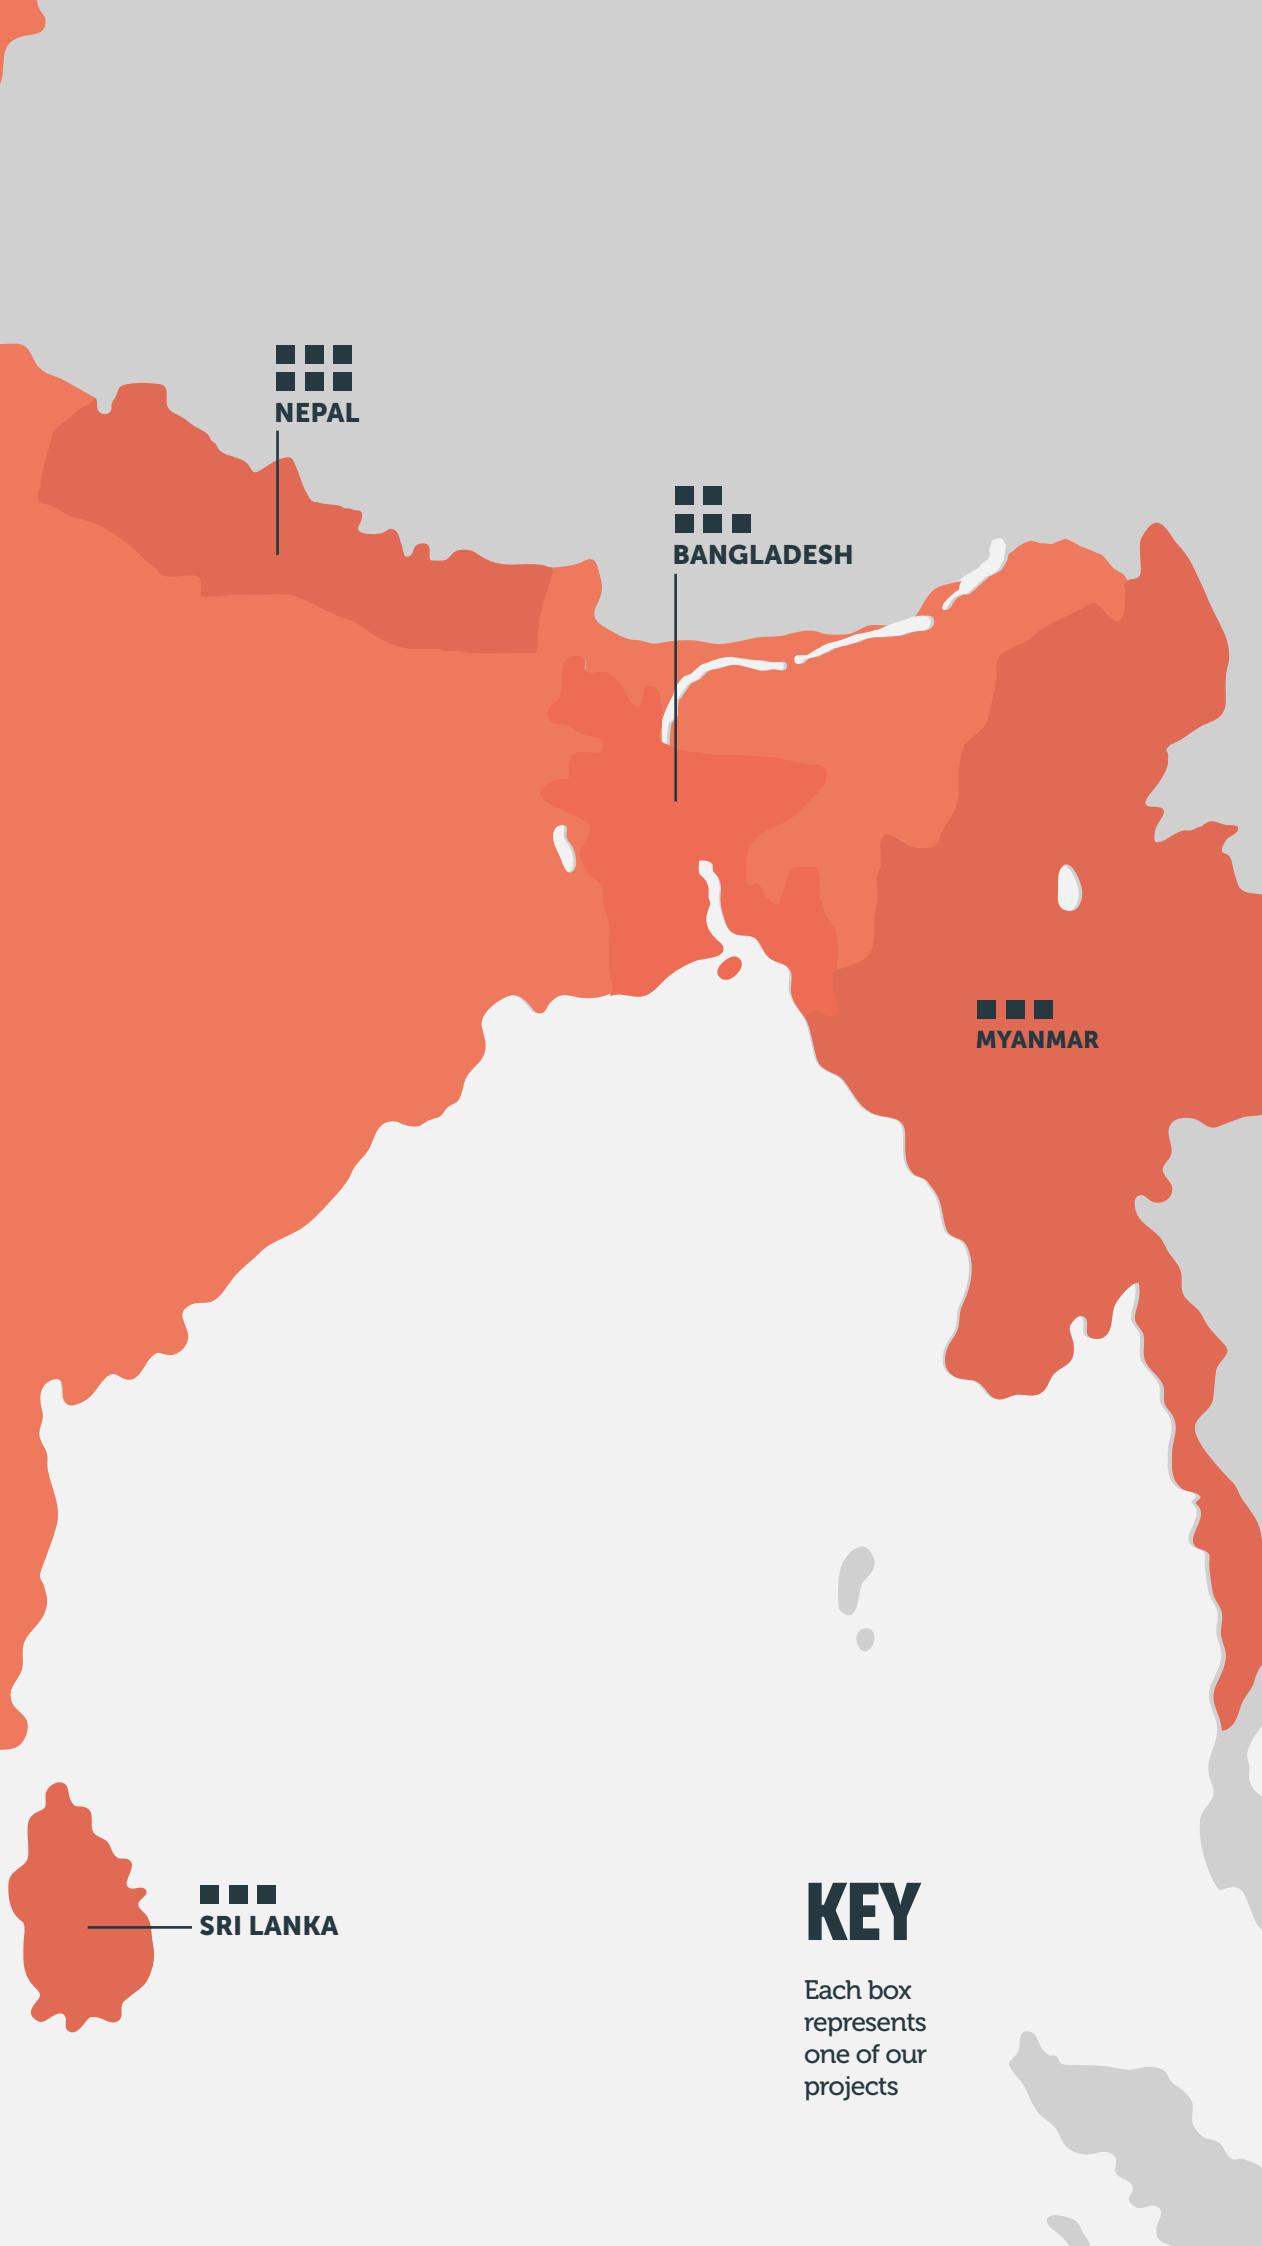 NEPAL
BANGLADESH
MYANMAR
SRI LANKA
KEY
Each box
represents
one of our
projects